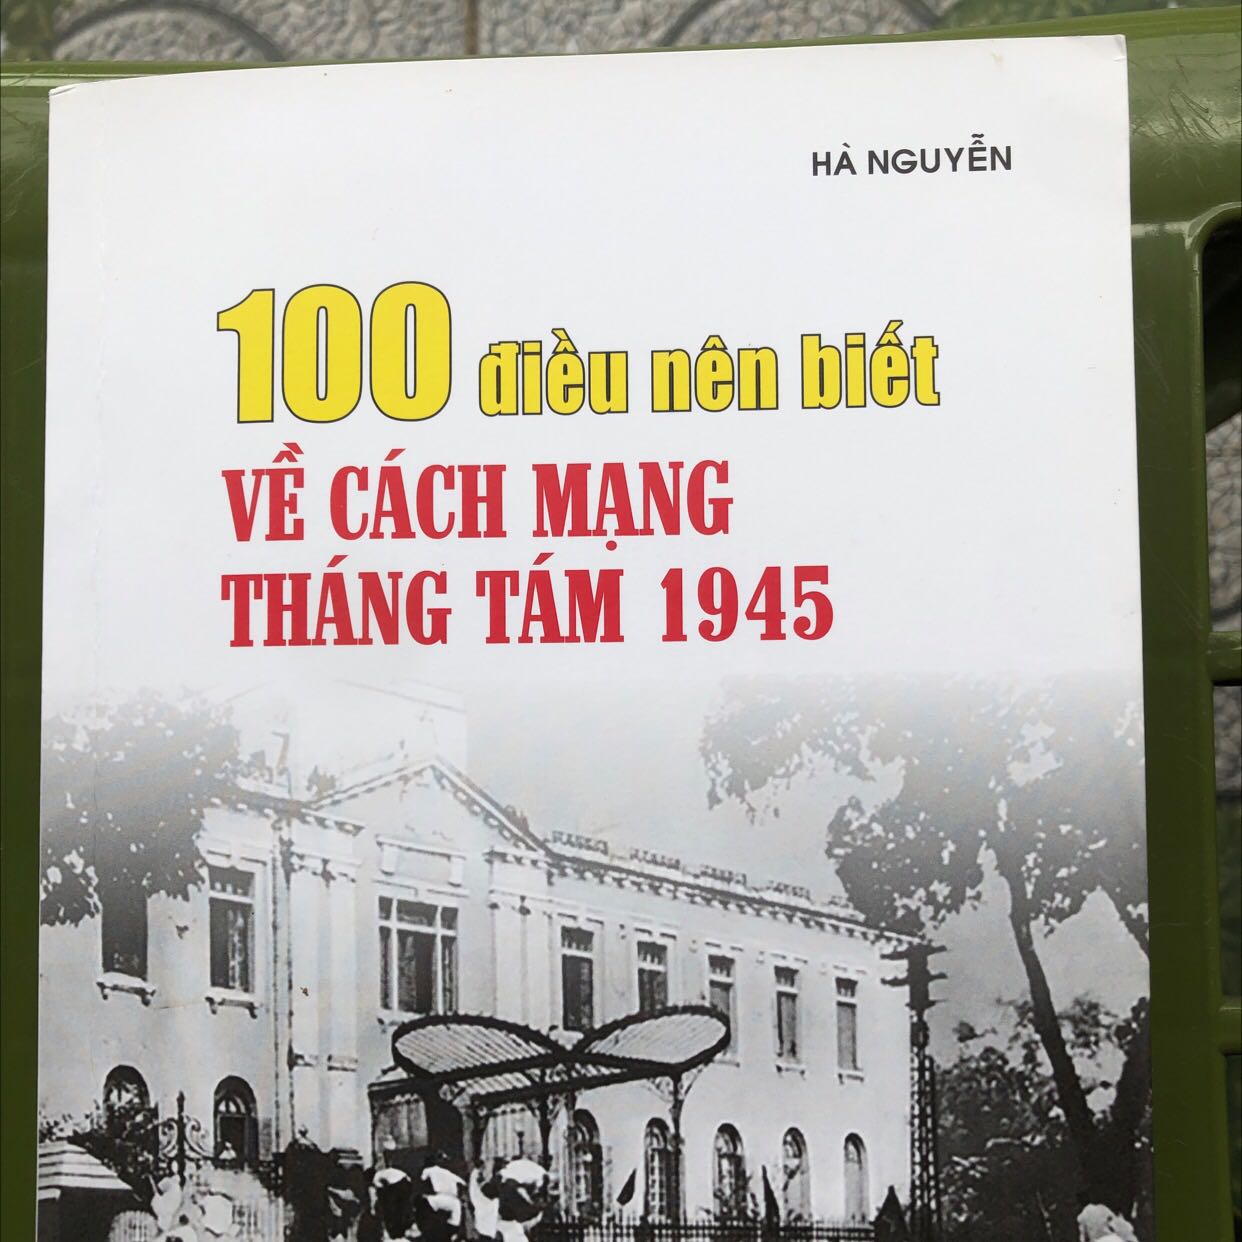 HÀ NGUYỄN
100 điều nên biết
VỀ CÁCH MẠNG
THÁNG TÁM 1945